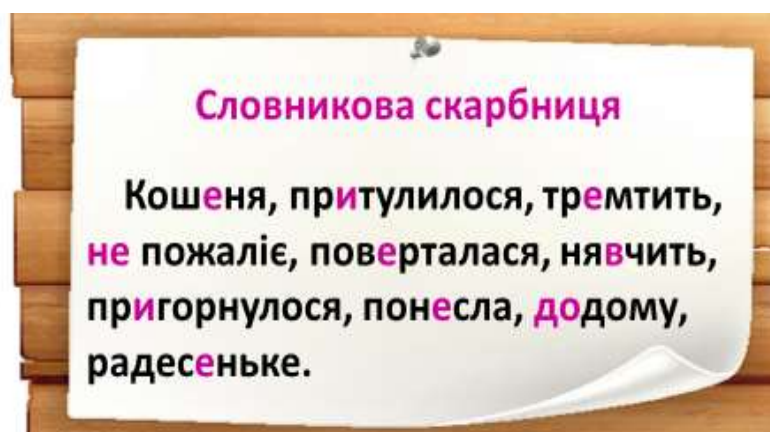 Словникова скарбниця
Кошеня, притулилося, тремтить,
не пожаліє, поверталася, нявчить,
пригорнулося, понесла, додому,
радесеньке.